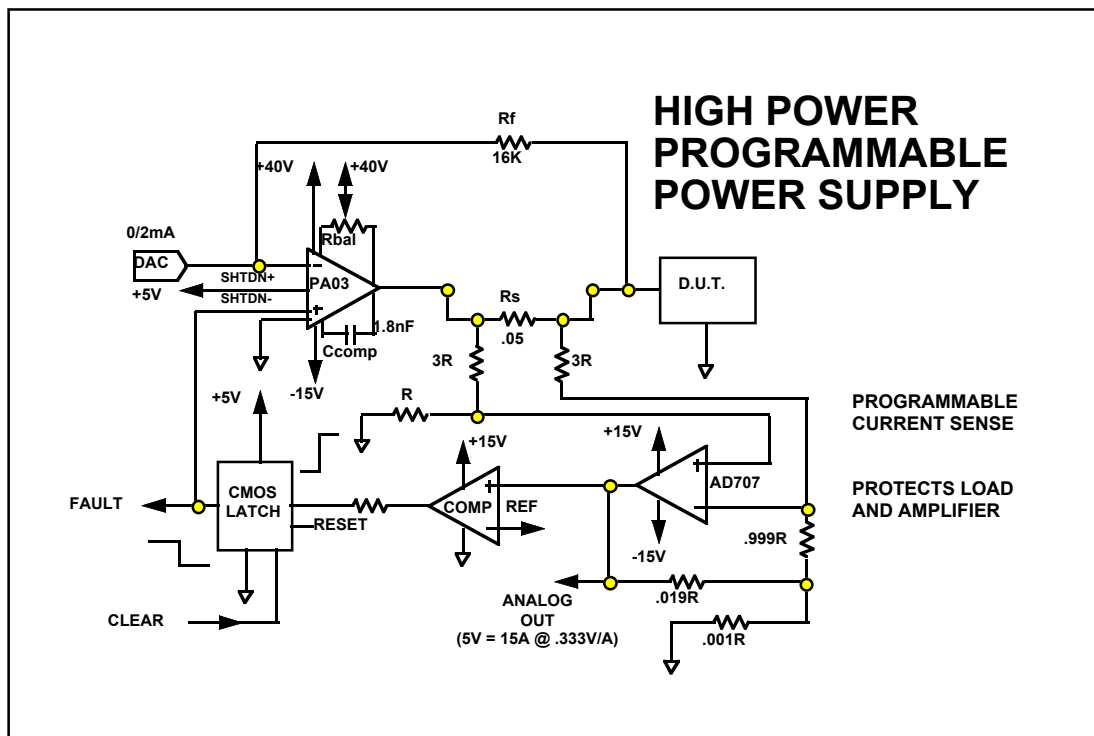 HIGH POWER
PROGRAMMABLE
POWER SUPPLY
Rf
16K
+40V
+40V
0/2mA
DAC
Rbal
SHTDN+
PA03
+5V
SHTDN-
D.U.T.
Rs
.05
1.8nF
Ccomp
-15V
3R
3R
+5V
R
PROGRAMMABLE
CURRENT SENSE
+15V
+15V
AD707
FAULT
CMOS
LATCH
COMP
REF
PROTECTS LOAD
AND AMPLIFIER
RESET
-15V
.999R
ANALOG
OUT
(5V = 15A @ .333V/A)
.019R
CLEAR
.001R